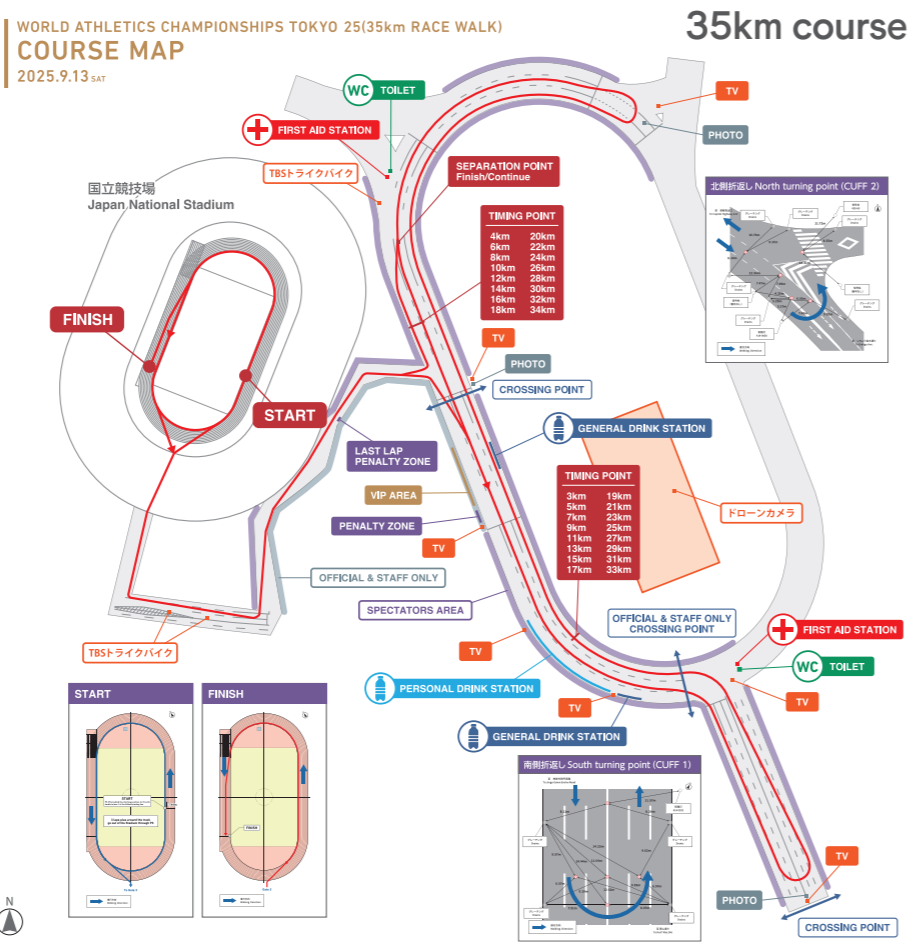 WORLD ATHLETICS CHAMPIONSHIPS TOKYO 25(35km RACE WALK)
COURSE MAP
2025.9.13 SAT
35km course
WC TOILET
TV
FIRST AID STATION
PHOTO
TBSトライクバイク
SEPARATION POINT
Finish/Continue
国立競技場
Japan National Stadium
北側折返し North turning point (CUFF 2)
TIMING POINT
4km 20km
6km 22km
8km 24km
10km 26km
12km 28km
14km 30km
16km 32km
18km 34km
FINISH
TV
PHOTO
CROSSING POINT
START
GENERAL DRINK STATION
LAST LAP
PENALTY ZONE
TIMING POINT
3km 19km
5km 21km
7km 23km
9km 25km
11km 27km
13km 29km
15km 31km
17km 33km
VIP AREA
ドローンカメラ
PENALTY ZONE
TV
OFFICIAL & STAFF ONLY
SPECTATORS AREA
OFFICIAL & STAFF ONLY
CROSSING POINT
FIRST AID STATION
TBSトライクバイク
TV
WC TOILET
PERSONAL DRINK STATION
TV
TV
GENERAL DRINK STATION
START
FINISH
START
FINISH
南側折返し South turning point (CUFF 1)
TV
PHOTO
CROSSING POINT
N